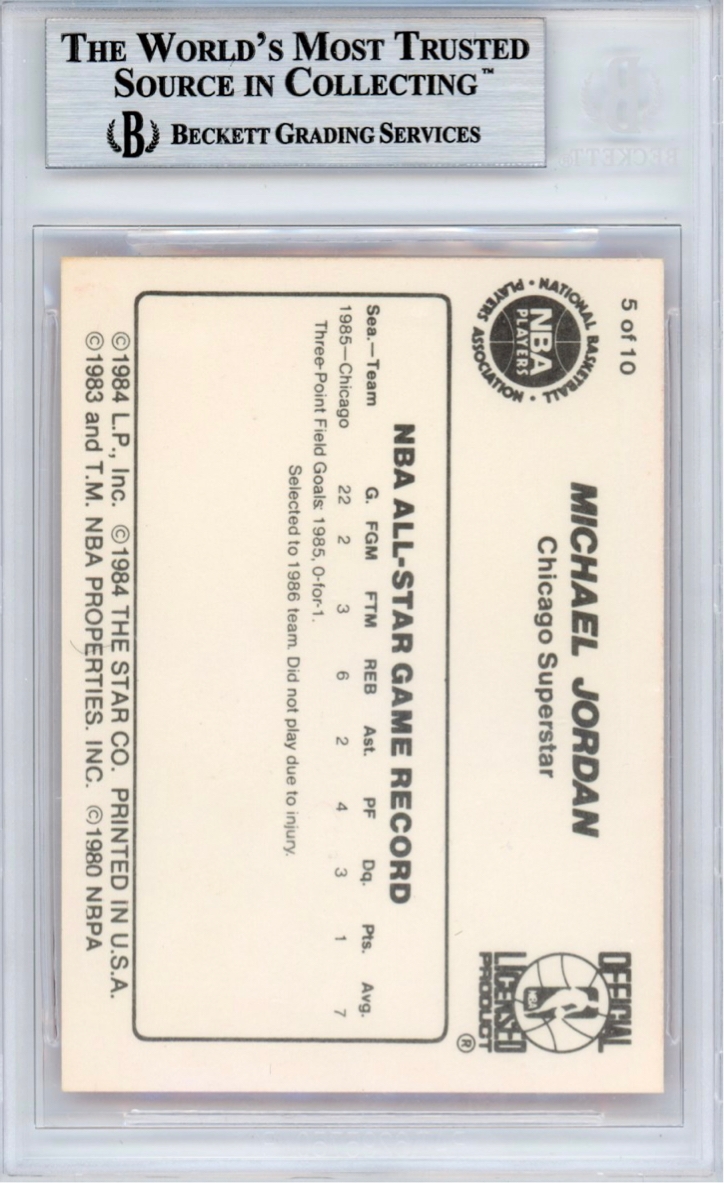 THE WORLD'S MOST TRUSTED
SOURCE IN COLLECTING™
B BECKETT GRADING SERVICES
BECKETT
5 of 10
NATIONAL BASKETBALL PLAYERS ASSOCIATION
NBA
PLAYERS
MICHAEL JORDAN
Chicago Superstar
OFFICIAL
NBA
LICENSED
PRODUCT
®
NBA ALL-STAR GAME RECORD
Sea.—Team G. FGM FTM REB Ast. PF Dq. Pts. Avg.
1985—Chicago 22 2 3 6 2 4 3 1 7
Three-Point Field Goals: 1985, 0-for-1.
Selected to 1986 team. Did not play due to injury.
©1984 L.P., Inc. ©1984 THE STAR CO. PRINTED IN U.S.A.
©1983 and T.M. NBA PROPERTIES. INC. ©1980 NBPA